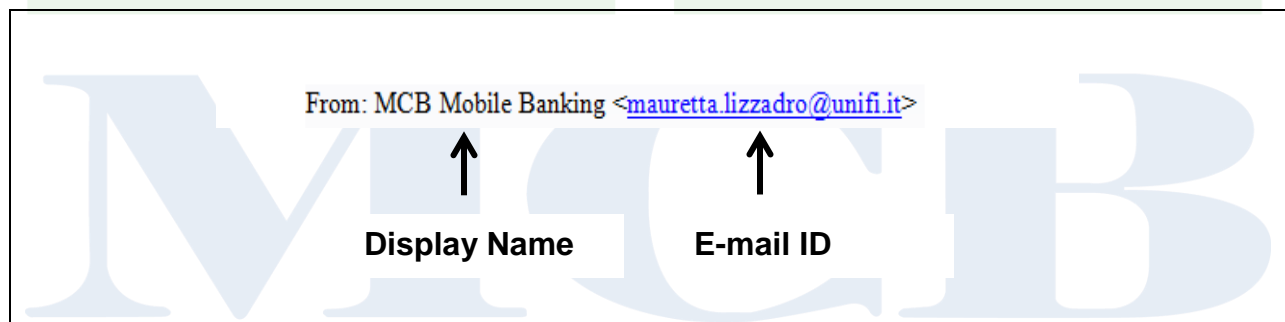 From: MCB Mobile Banking <mauretta.lizzadro@unifi.it>
Display Name E-mail ID
MCB